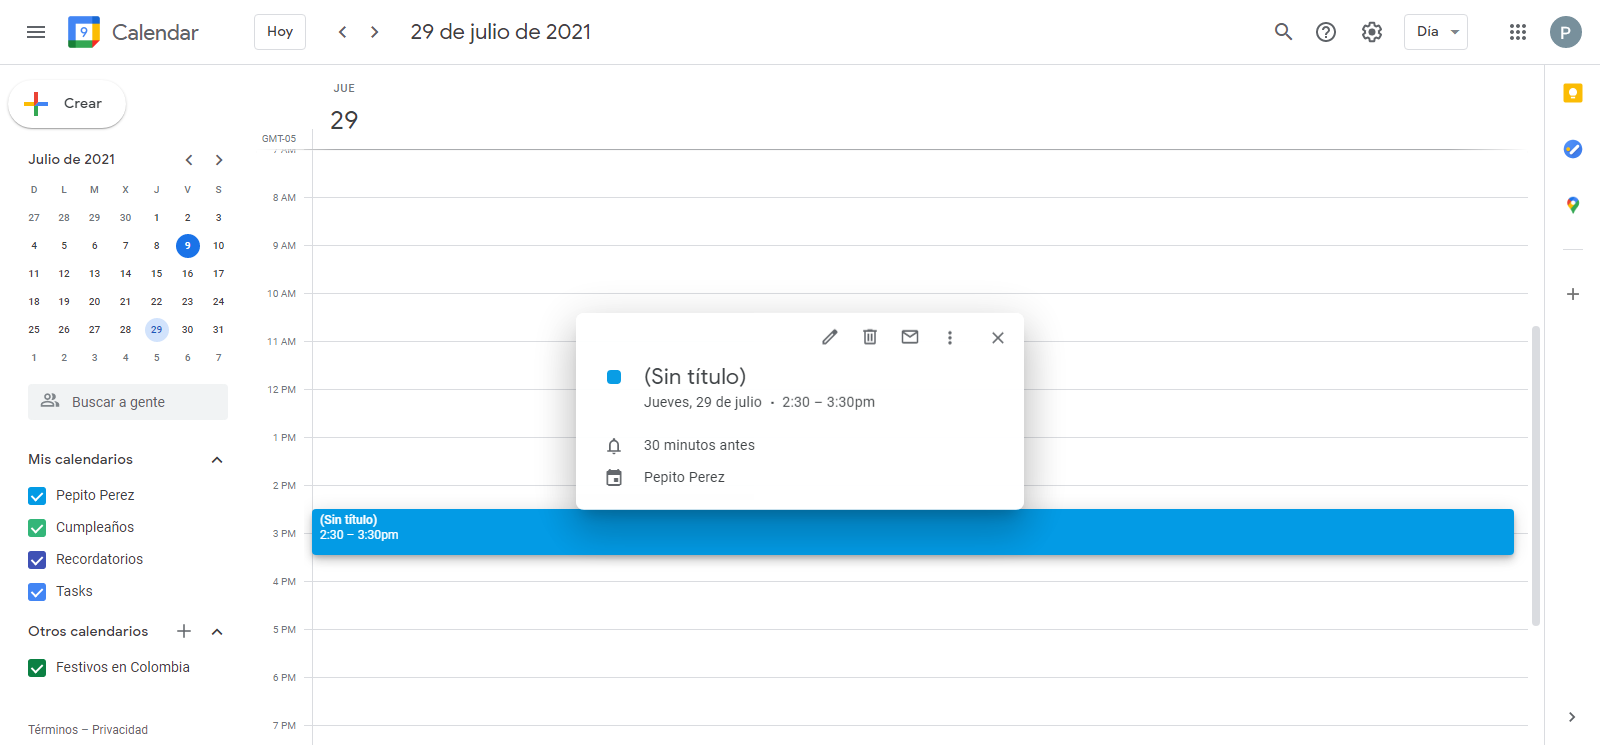 9 Calendar Hoy 29 de julio de 2021 Día P
Crear
JUE
29
GMT-05
Julio de 2021
D L M X J V S
27 28 29 30 1 2 3
4 5 6 7 8 9 10
11 12 13 14 15 16 17
18 19 20 21 22 23 24
25 26 27 28 29 30 31
1 2 3 4 5 6 7
Buscar a gente
Mis calendarios
Pepito Perez
Cumpleaños
Recordatorios
Tasks
Otros calendarios
Festivos en Colombia
Términos – Privacidad
7 AM
8 AM
9 AM
10 AM
11 AM
12 PM
1 PM
2 PM
3 PM
4 PM
5 PM
6 PM
7 PM
(Sin título)
Jueves, 29 de julio • 2:30 – 3:30pm
30 minutos antes
Pepito Perez
(Sin título)
2:30 – 3:30pm